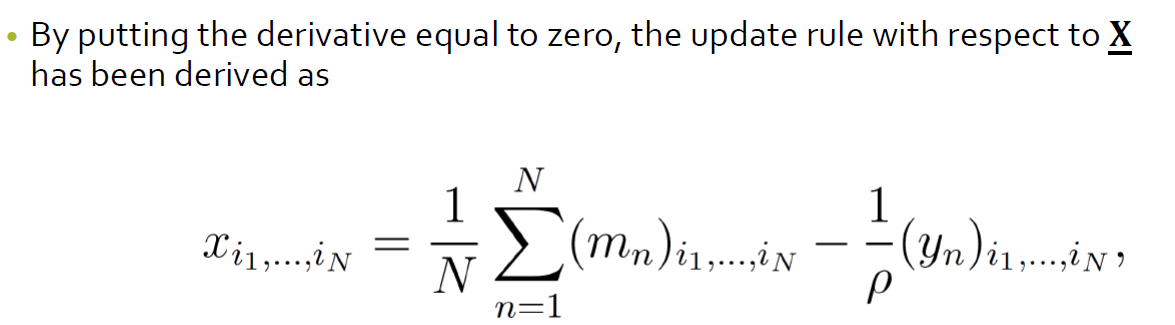 • By putting the derivative equal to zero, the update rule with respect to X
has been derived as
x_{i_1,...,i_N} = \frac{1}{N} \sum_{n=1}^{N} (m_n)_{i_1,...,i_N} - \frac{1}{\rho} (y_n)_{i_1,...,i_N},